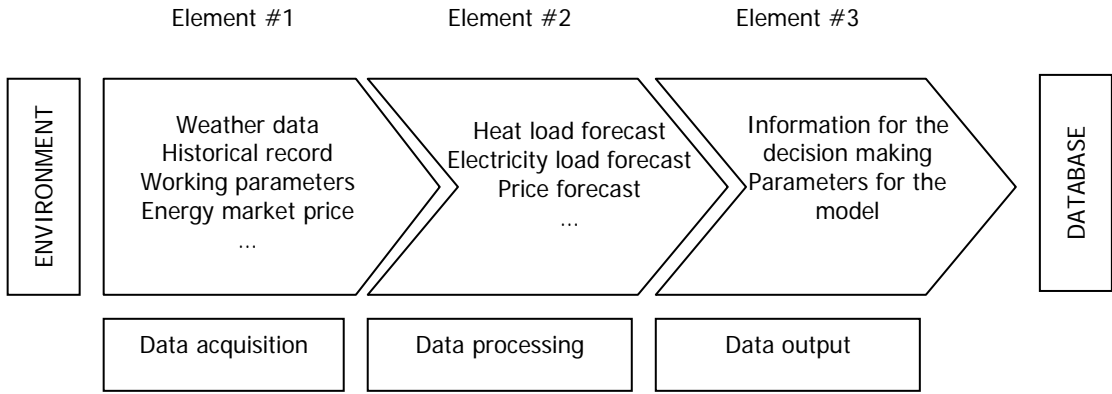 Element #1
Element #2
Element #3
ENVIRONMENT
Weather data
Historical record
Working parameters
Energy market price
...
Heat load forecast
Electricity load forecast
Price forecast
...
Information for the
decision making
Parameters for the
model
DATABASE
Data acquisition
Data processing
Data output